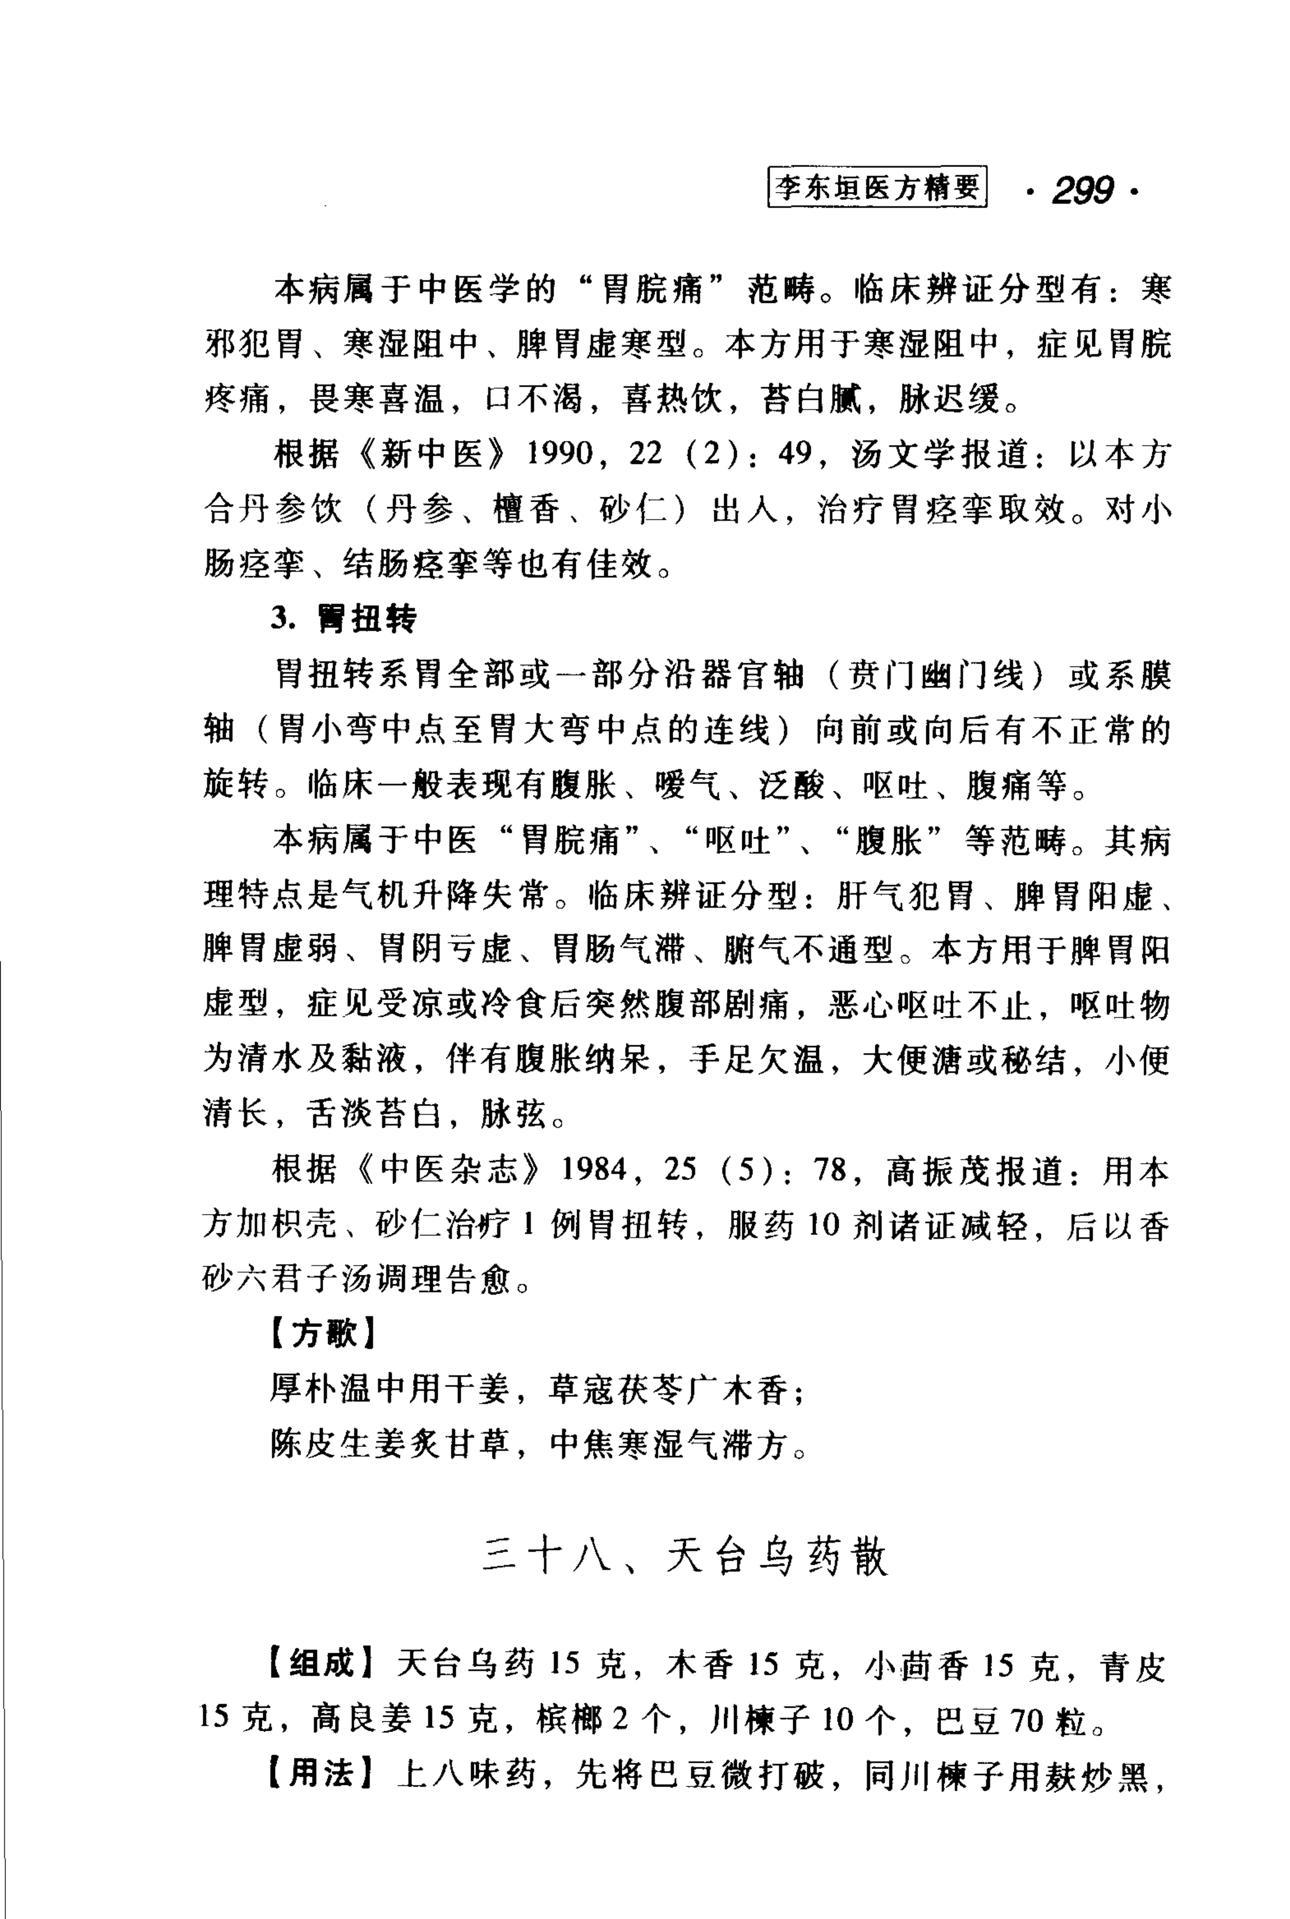 李东垣医方精要 · 299 ·
本病属于中医学的“胃脘痛”范畴。临床辨证分型有：寒
邪犯胃、寒湿阻中、脾胃虚寒型。本方用于寒湿阻中，症见胃脘
疼痛，畏寒喜温，口不渴，喜热饮，苔白腻，脉迟缓。
根据《新中医》1990，22（2）：49，汤文学报道：以本方
合丹参饮（丹参、檀香、砂仁）出人，治疗胃痉挛取效。对小
肠痉挛、结肠痉挛等也有佳效。
3. 胃扭转
胃扭转系胃全部或一部分沿器官轴（贲门幽门线）或系膜
轴（胃小弯中点至胃大弯中点的连线）向前或向后有不正常的
旋转。临床一般表现有腹胀、嗳气、泛酸、呕吐、腹痛等。
本病属于中医“胃脘痛”、“呕吐”、“腹胀”等范畴。其病
理特点是气机升降失常。临床辨证分型：肝气犯胃、脾胃阳虚、
脾胃虚弱、胃阴亏虚、胃肠气滞、腑气不通型。本方用于脾胃阳
虚型，症见受凉或冷食后突然腹部剧痛，恶心呕吐不止，呕吐物
为清水及黏液，伴有腹胀纳呆，手足欠温，大便溏或秘结，小便
清长，舌淡苔白，脉弦。
根据《中医杂志》1984，25（5）：78，高振茂报道：用本
方加枳壳、砂仁治疗1例胃扭转，服药10剂诸证减轻，后以香
砂六君子汤调理告愈。
【方歌】
厚朴温中用干姜，草寇茯苓广木香；
陈皮生姜炙甘草，中焦寒湿气滞方。
三十八、天台乌药散
【组成】天台乌药15克，木香15克，小茴香15克，青皮
15克，高良姜15克，槟榔2个，川楝子10个，巴豆70粒。
【用法】上八味药，先将巴豆微打破，同川楝子用麸炒黑，